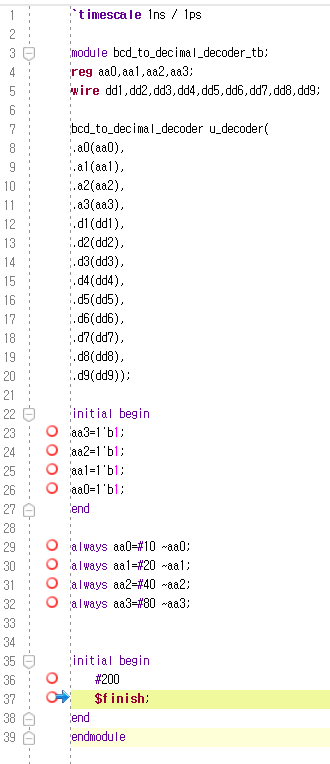 1 `timescale 1ns / 1ps
2
3 module bcd_to_decimal_decoder_tb;
4 reg aa0,aa1,aa2,aa3;
5 wire dd1,dd2,dd3,dd4,dd5,dd6,dd7,dd8,dd9;
6
7 bcd_to_decimal_decoder u_decoder(
8 .a0(aa0),
9 .a1(aa1),
10 .a2(aa2),
11 .a3(aa3),
12 .d1(dd1),
13 .d2(dd2),
14 .d3(dd3),
15 .d4(dd4),
16 .d5(dd5),
17 .d6(dd6),
18 .d7(dd7),
19 .d8(dd8),
20 .d9(dd9));
21
22 initial begin
23 aa3=1'b1;
24 aa2=1'b1;
25 aa1=1'b1;
26 aa0=1'b1;
27 end
28
29 always aa0=#10 ~aa0;
30 always aa1=#20 ~aa1;
31 always aa2=#40 ~aa2;
32 always aa3=#80 ~aa3;
33
34
35 initial begin
36 #200
37 $finish;
38 end
39 endmodule